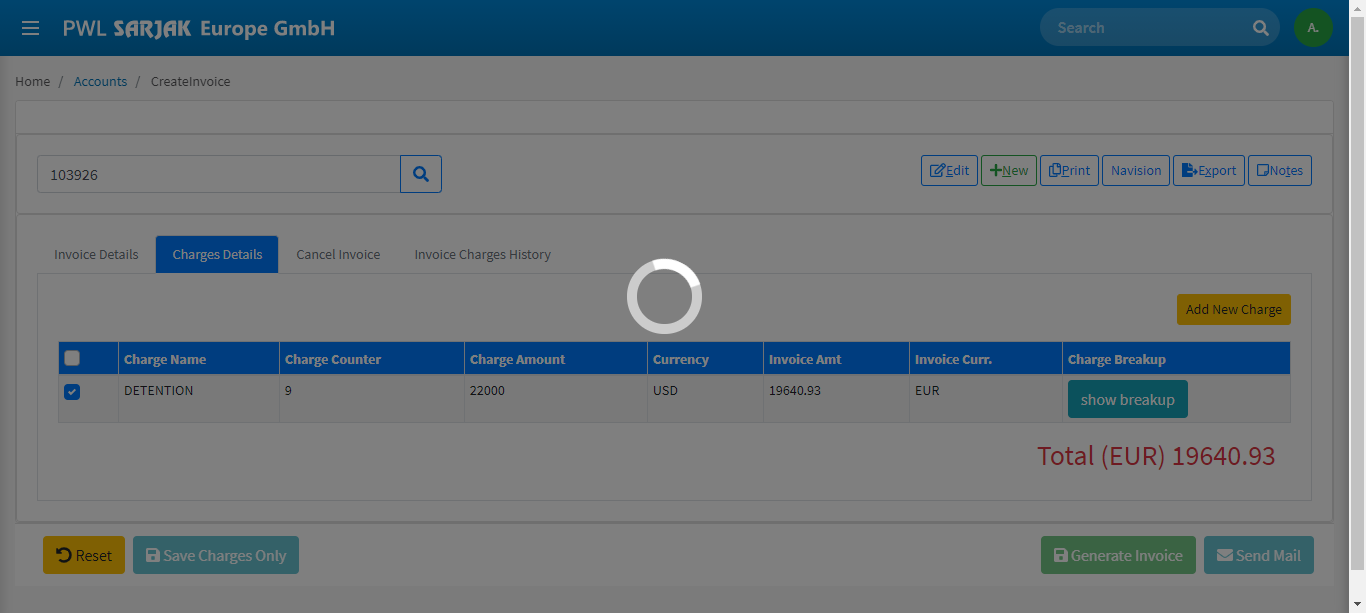 PWL SARJAK Europe GmbH
Search
A.
Home / Accounts / CreateInvoice
103926
Edit New Print Navision Export Notes
Invoice Details Charges Details Cancel Invoice Invoice Charges History
Add New Charge
Charge Name Charge Counter Charge Amount Currency Invoice Amt Invoice Curr. Charge Breakup
DETENTION 9 22000 USD 19640.93 EUR show breakup
Total (EUR) 19640.93
Reset Save Charges Only Generate Invoice Send Mail